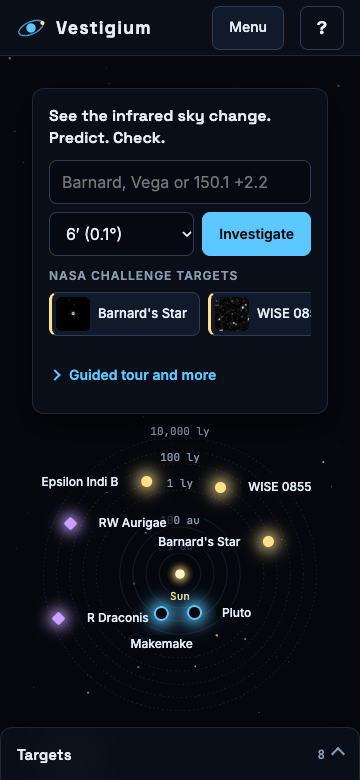 Vestigium
Menu
?
See the infrared sky change.
Predict. Check.
Barnard, Vega or 150.1 +2.2
6′ (0.1°)
Investigate
NASA CHALLENGE TARGETS
Barnard's Star
WISE 08
Guided tour and more
10,000 ly
100 ly
Epsilon Indi B
1 ly
WISE 0855
RW Aurigae
0 au
Barnard's Star
Sun
R Draconis
Pluto
Makemake
Targets
8